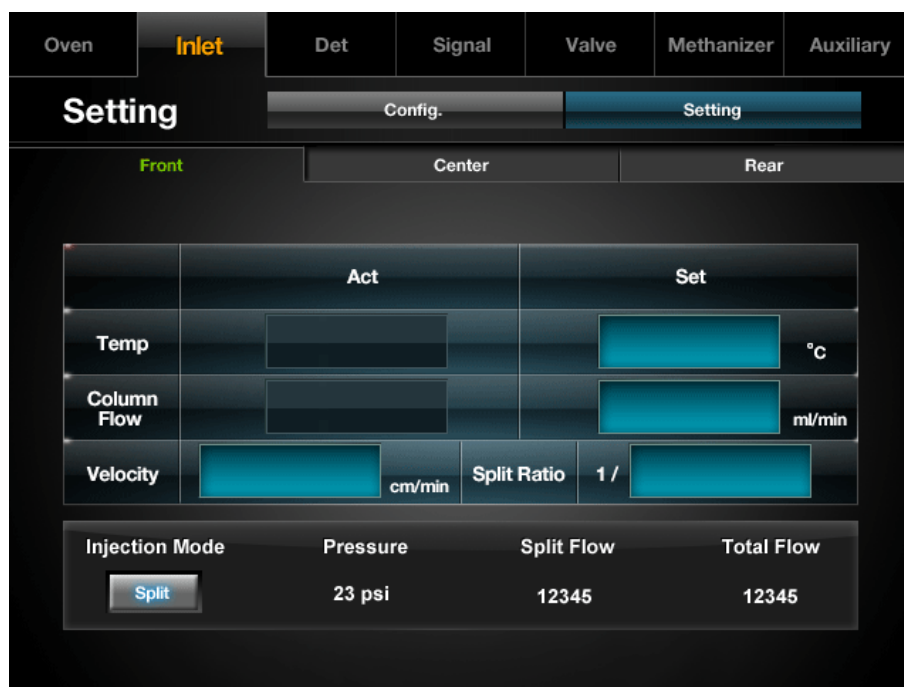 Oven Inlet Det Signal Valve Methanizer Auxiliary
Setting Config. Setting
Front Center Rear
Act Set
Temp °C
Column
Flow ml/min
Velocity cm/min Split Ratio 1 /
Injection Mode Pressure Split Flow Total Flow
Split 23 psi 12345 12345